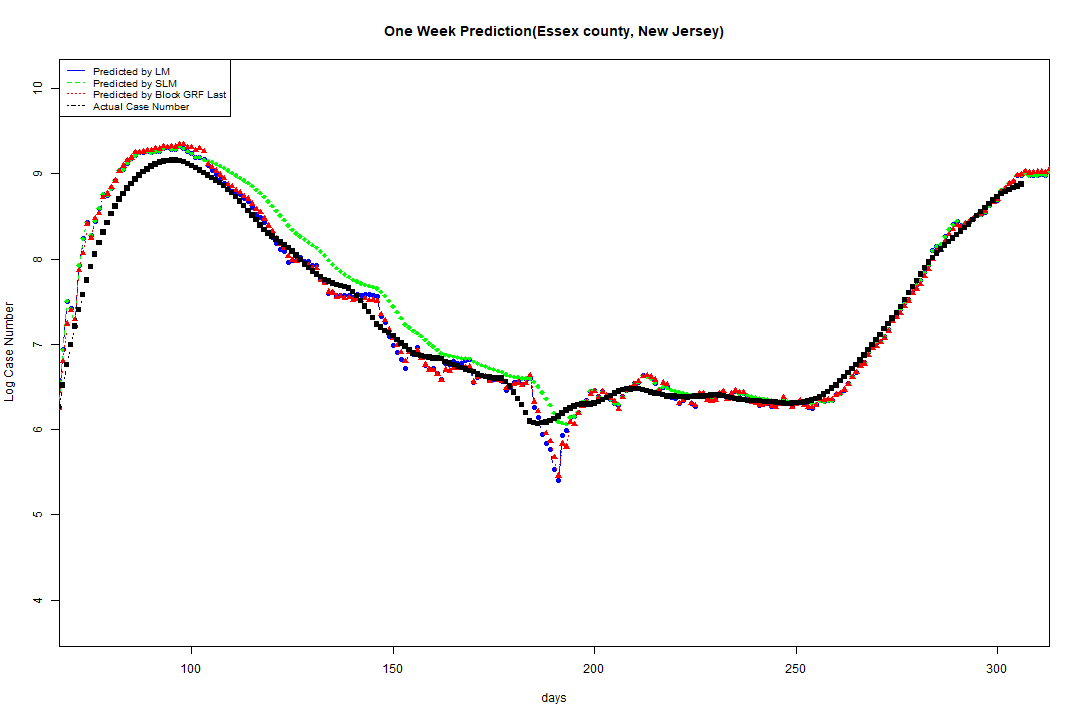 One Week Prediction(Essex county, New Jersey)
Predicted by LM
Predicted by SLM
Predicted by Block GRF Last
Actual Case Number
10
9
8
7
6
5
4
Log Case Number
100 150 200 250 300
days